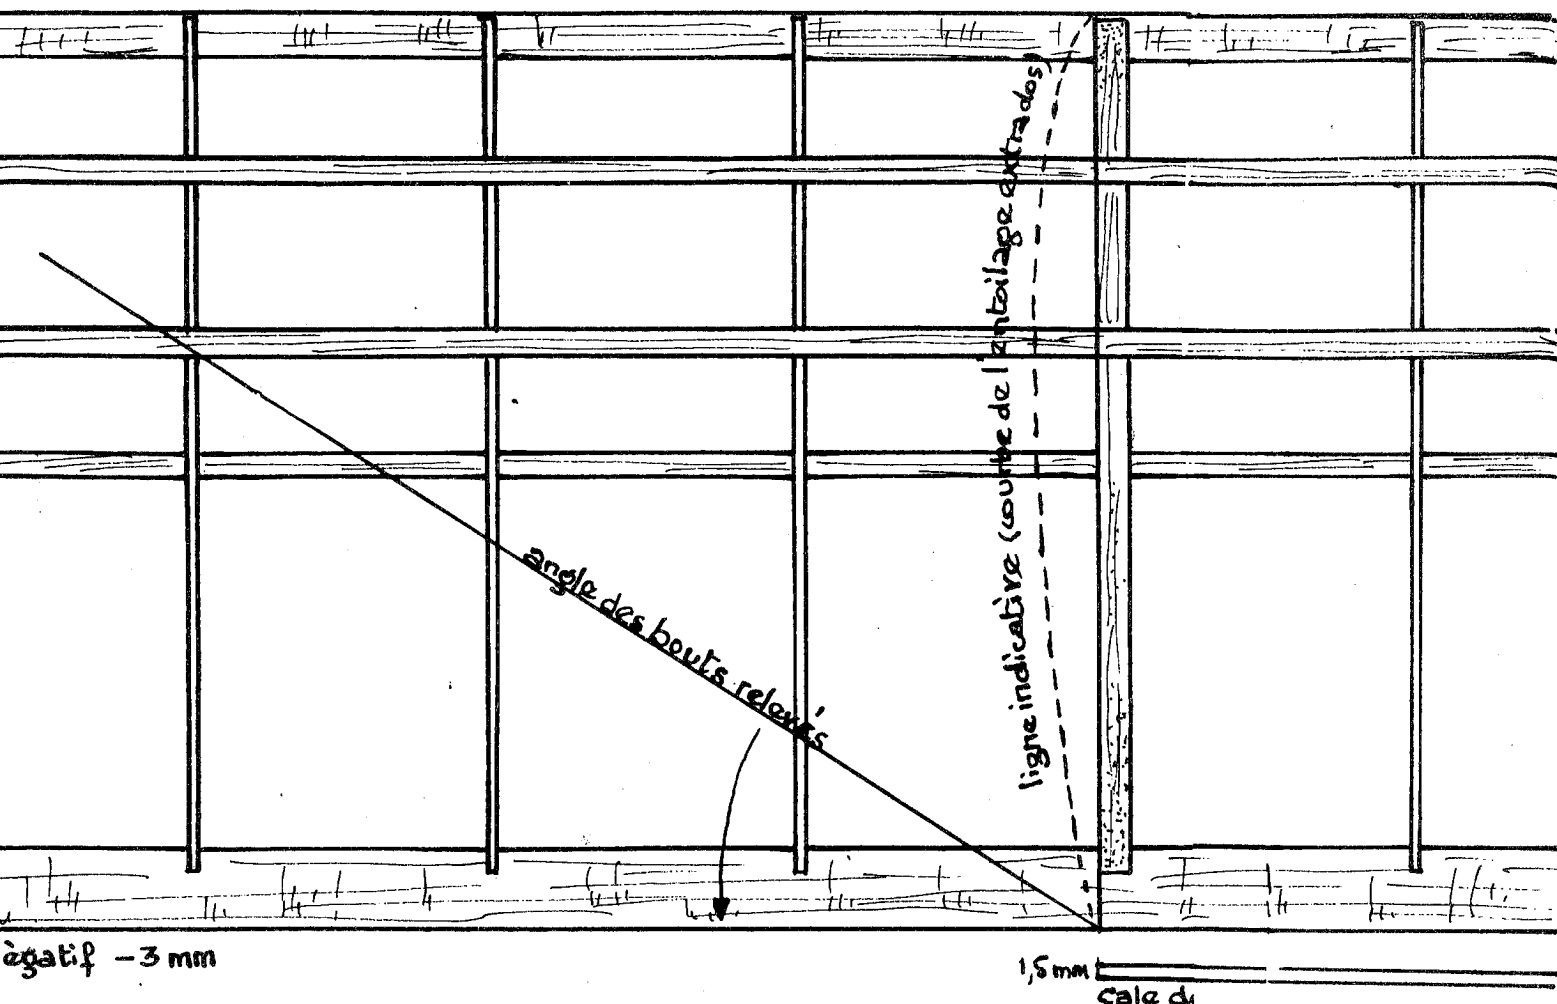 ligne indicative (courbe de l'entoilage extrados)
angle des bouts relevés
ègatif -3 mm
1,5 mm
Cale d